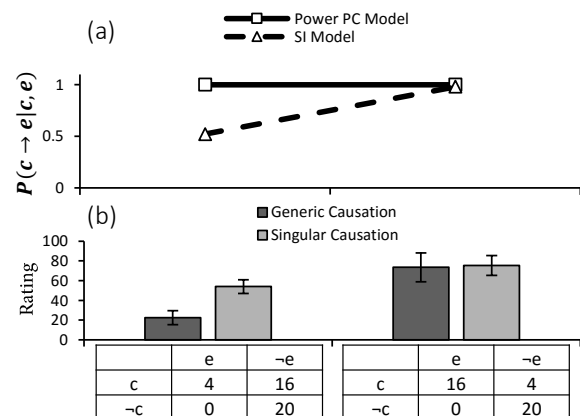 (a)
Power PC Model
SI Model
P(c → e|c, e)
1
0.5
0
(b)
Generic Causation
Singular Causation
Rating
100
80
60
40
20
0
e ¬e
c 4 16
¬c 0 20
e ¬e
c 16 4
¬c 0 20